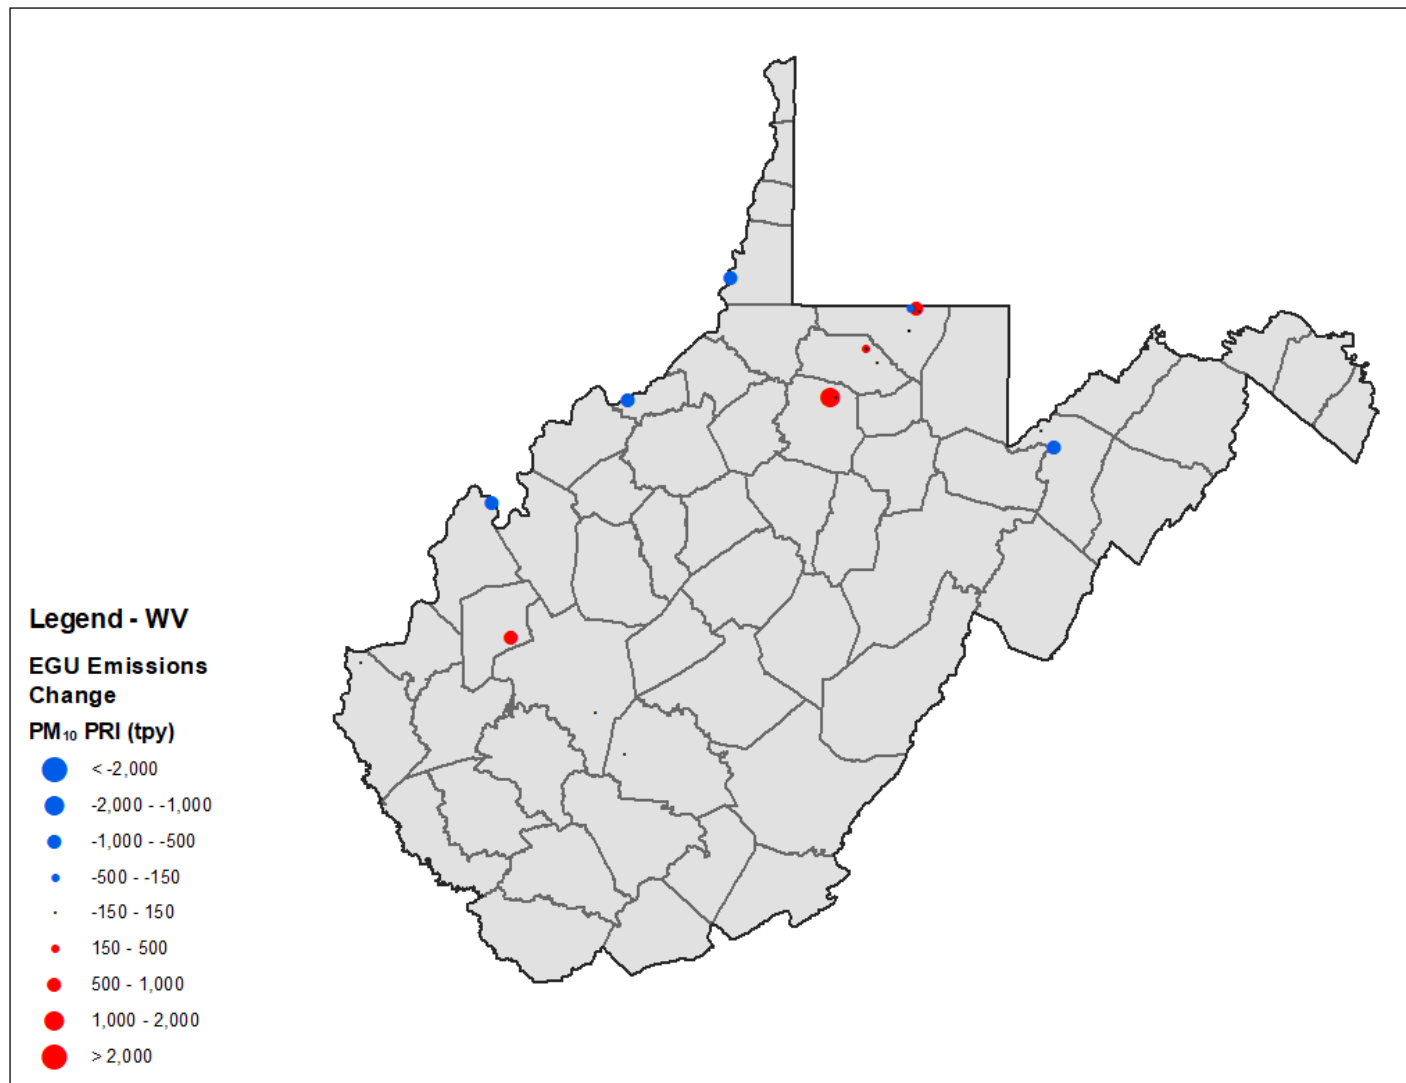 Legend - WV
EGU Emissions
Change
PM₁₀ PRI (tpy)
< -2,000
-2,000 - -1,000
-1,000 - -500
-500 - -150
-150 - 150
150 - 500
500 - 1,000
1,000 - 2,000
> 2,000